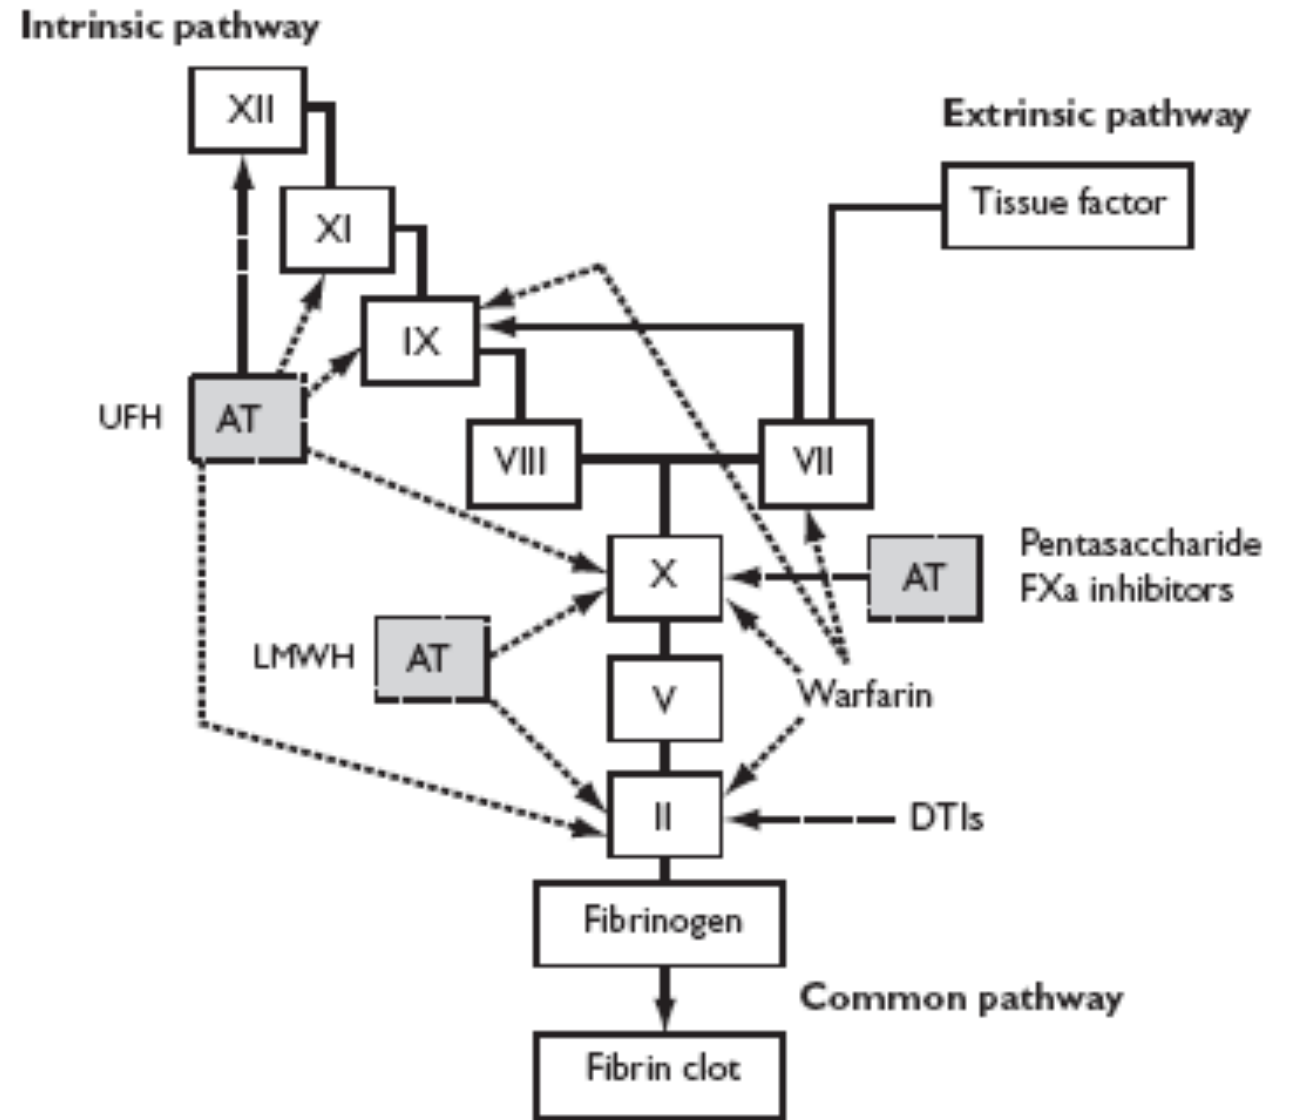 Intrinsic pathway
XII
Extrinsic pathway
Tissue factor
XI
IX
UFH
AT
VIII
VII
X
AT
Pentasaccharide
FXa inhibitors
LMWH
AT
V
Warfarin
II
DTIs
Fibrinogen
Common pathway
Fibrin clot